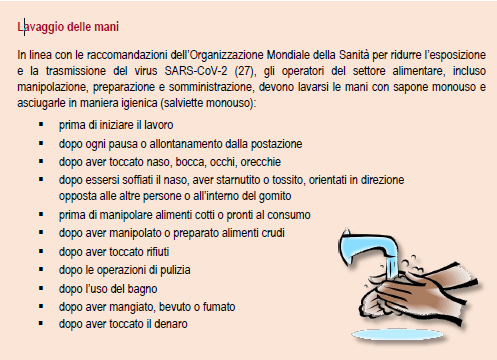 Lavaggio delle mani
In linea con le raccomandazioni dell'Organizzazione Mondiale della Sanità per ridurre l'esposizione
e la trasmissione del virus SARS-CoV-2 (27), gli operatori del settore alimentare, incluso
manipolazione, preparazione e somministrazione, devono lavarsi le mani con sapone monouso e
asciugarle in maniera igienica (salviette monouso):
▪ prima di iniziare il lavoro
▪ dopo ogni pausa o allontanamento dalla postazione
▪ dopo aver toccato naso, bocca, occhi, orecchie
▪ dopo essersi soffiati il naso, aver starnutito o tossito, orientati in direzione
opposta alle altre persone o all'interno del gomito
▪ prima di manipolare alimenti cotti o pronti al consumo
▪ dopo aver manipolato o preparato alimenti crudi
▪ dopo aver toccato rifiuti
▪ dopo le operazioni di pulizia
▪ dopo l'uso del bagno
▪ dopo aver mangiato, bevuto o fumato
▪ dopo aver toccato il denaro